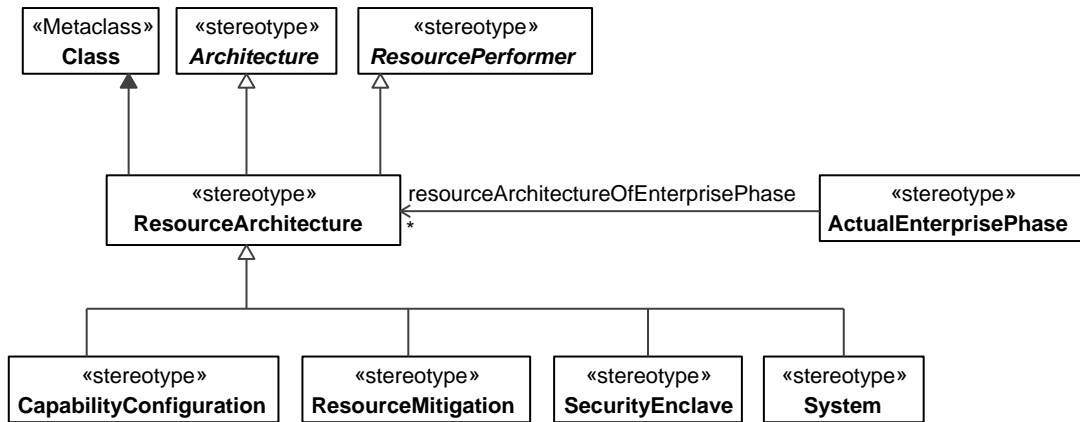 «Metaclass»
Class
«stereotype»
Architecture
«stereotype»
ResourcePerformer
«stereotype»
ResourceArchitecture
resourceArchitectureOfEnterprisePhase
*
«stereotype»
ActualEnterprisePhase
«stereotype»
CapabilityConfiguration
«stereotype»
ResourceMitigation
«stereotype»
SecurityEnclave
«stereotype»
System